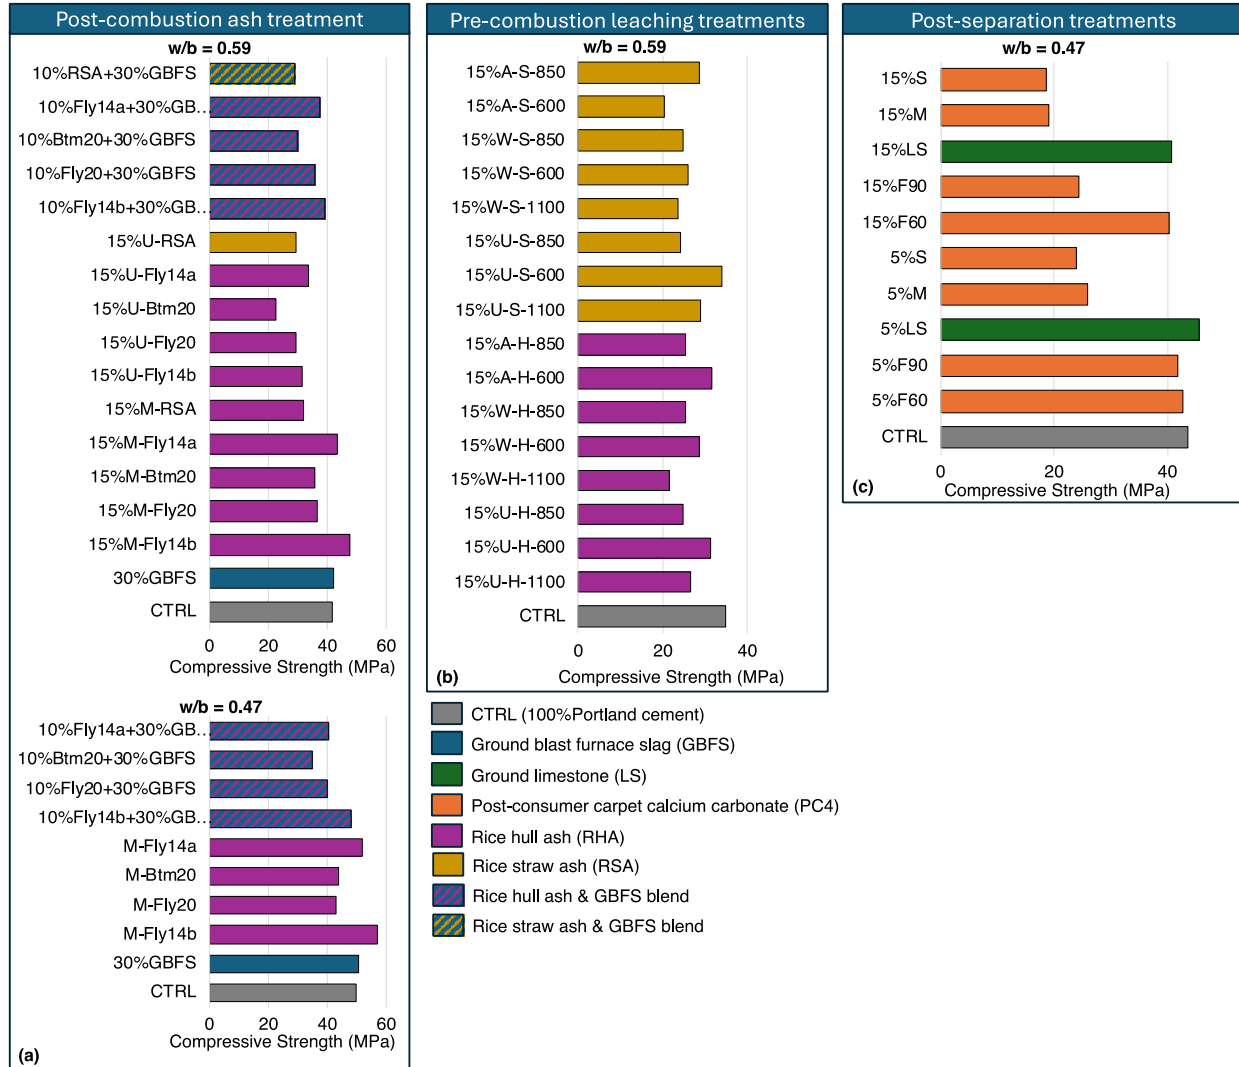 Post-combustion ash treatment
w/b = 0.59
10%RSA+30%GBFS
10%Fly14a+30%GB...
10%Btm20+30%GBFS
10%Fly20+30%GBFS
10%Fly14b+30%GB...
15%U-RSA
15%U-Fly14a
15%U-Btm20
15%U-Fly20
15%U-Fly14b
15%M-RSA
15%M-Fly14a
15%M-Btm20
15%M-Fly20
15%M-Fly14b
30%GBFS
CTRL
0 20 40 60
Compressive Strength (MPa)
w/b = 0.47
10%Fly14a+30%GB...
10%Btm20+30%GBFS
10%Fly20+30%GBFS
10%Fly14b+30%GB...
M-Fly14a
M-Btm20
M-Fly20
M-Fly14b
30%GBFS
CTRL
0 20 40 60
Compressive Strength (MPa)
(a)
Pre-combustion leaching treatments
w/b = 0.59
15%A-S-850
15%A-S-600
15%W-S-850
15%W-S-600
15%W-S-1100
15%U-S-850
15%U-S-600
15%U-S-1100
15%A-H-850
15%A-H-600
15%W-H-850
15%W-H-600
15%W-H-1100
15%U-H-850
15%U-H-600
15%U-H-1100
CTRL
0 20 40
Compressive Strength (MPa)
(b)
Post-separation treatments
w/b = 0.47
15%S
15%M
15%LS
15%F90
15%F60
5%S
5%M
5%LS
5%F90
5%F60
CTRL
0 20 40
Compressive Strength (MPa)
(c)
CTRL (100%Portland cement)
Ground blast furnace slag (GBFS)
Ground limestone (LS)
Post-consumer carpet calcium carbonate (PC4)
Rice hull ash (RHA)
Rice straw ash (RSA)
Rice hull ash & GBFS blend
Rice straw ash & GBFS blend